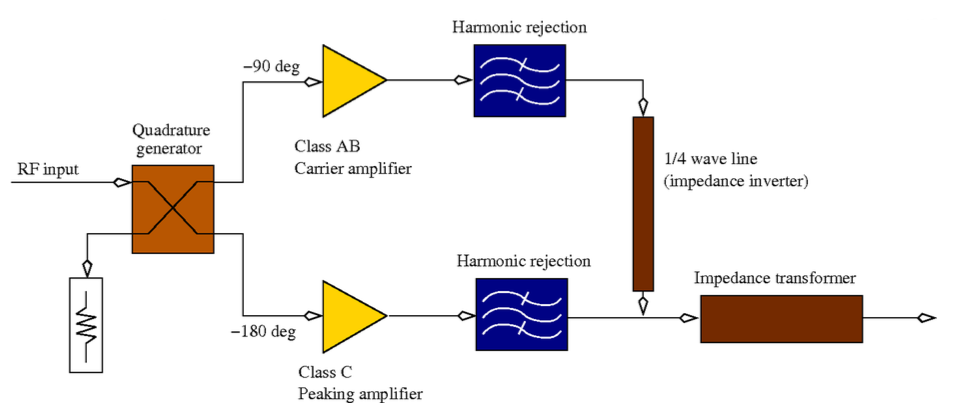 Harmonic rejection
−90 deg
Quadrature
generator
Class AB
Carrier amplifier
RF input
1/4 wave line
(impedance inverter)
Harmonic rejection
Impedance transformer
−180 deg
Class C
Peaking amplifier